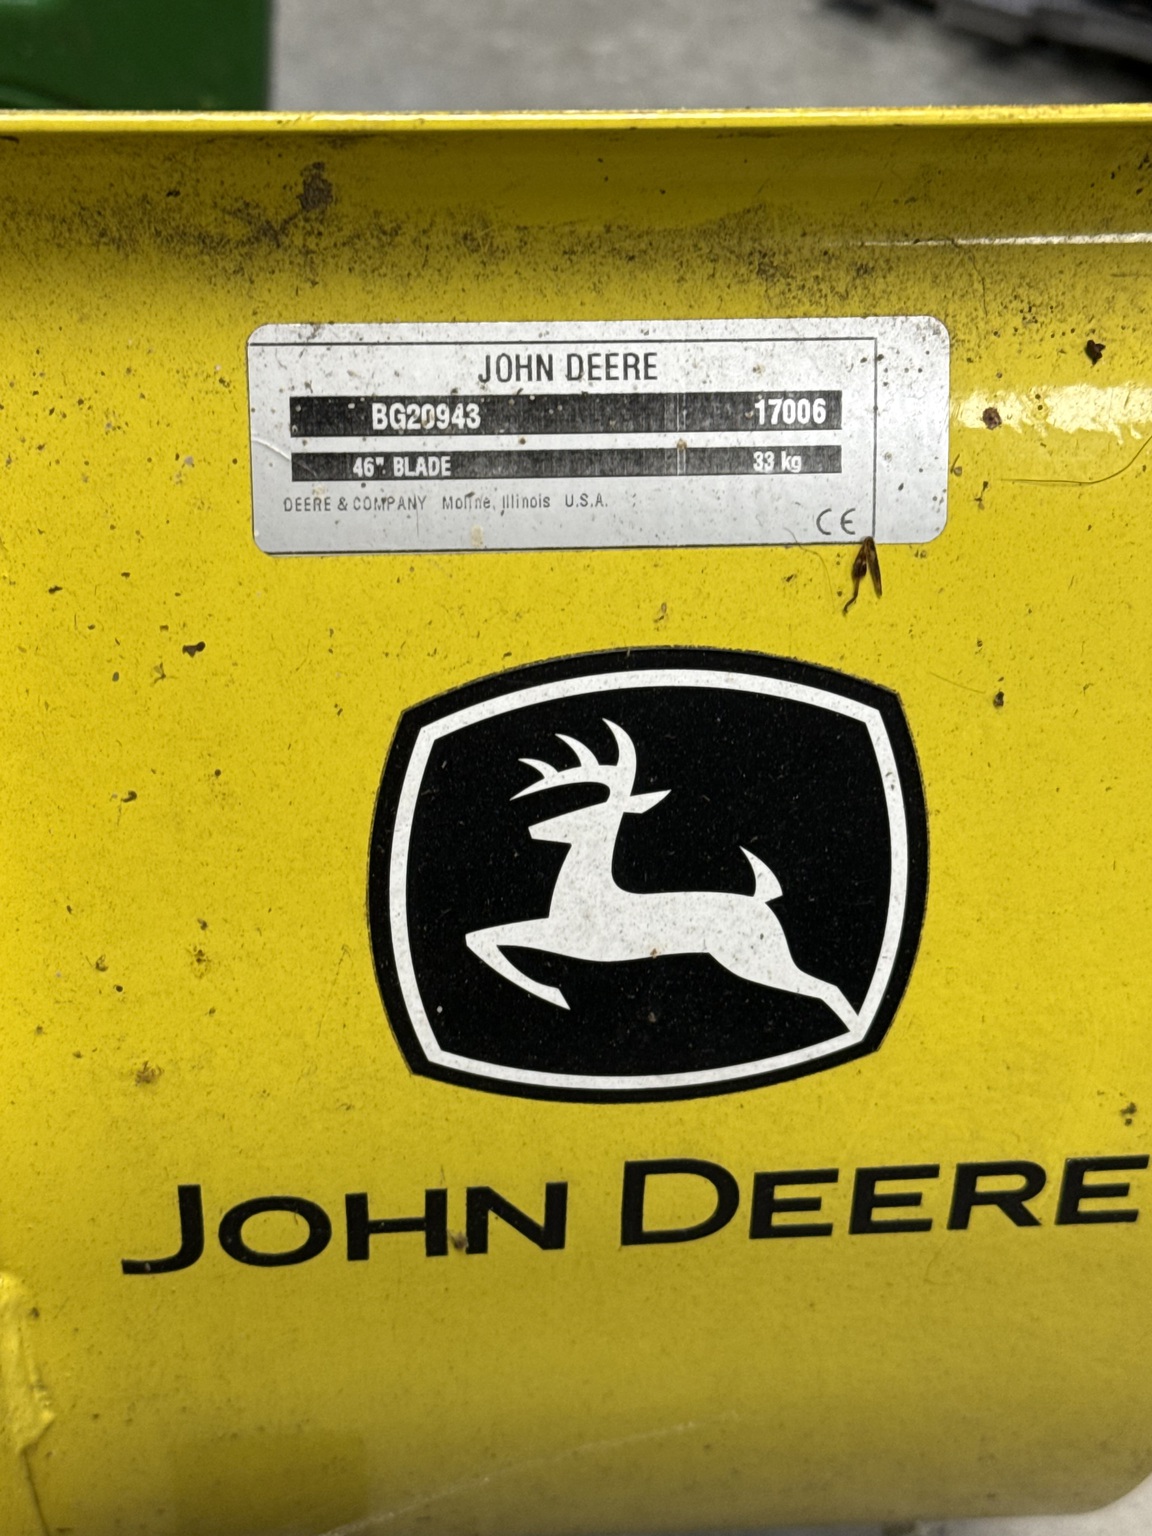 JOHN DEERE
BG20943 17006
46" BLADE 33 kg
DEERE & COMPANY Moline, Illinois U.S.A.
CE
JOHN DEERE